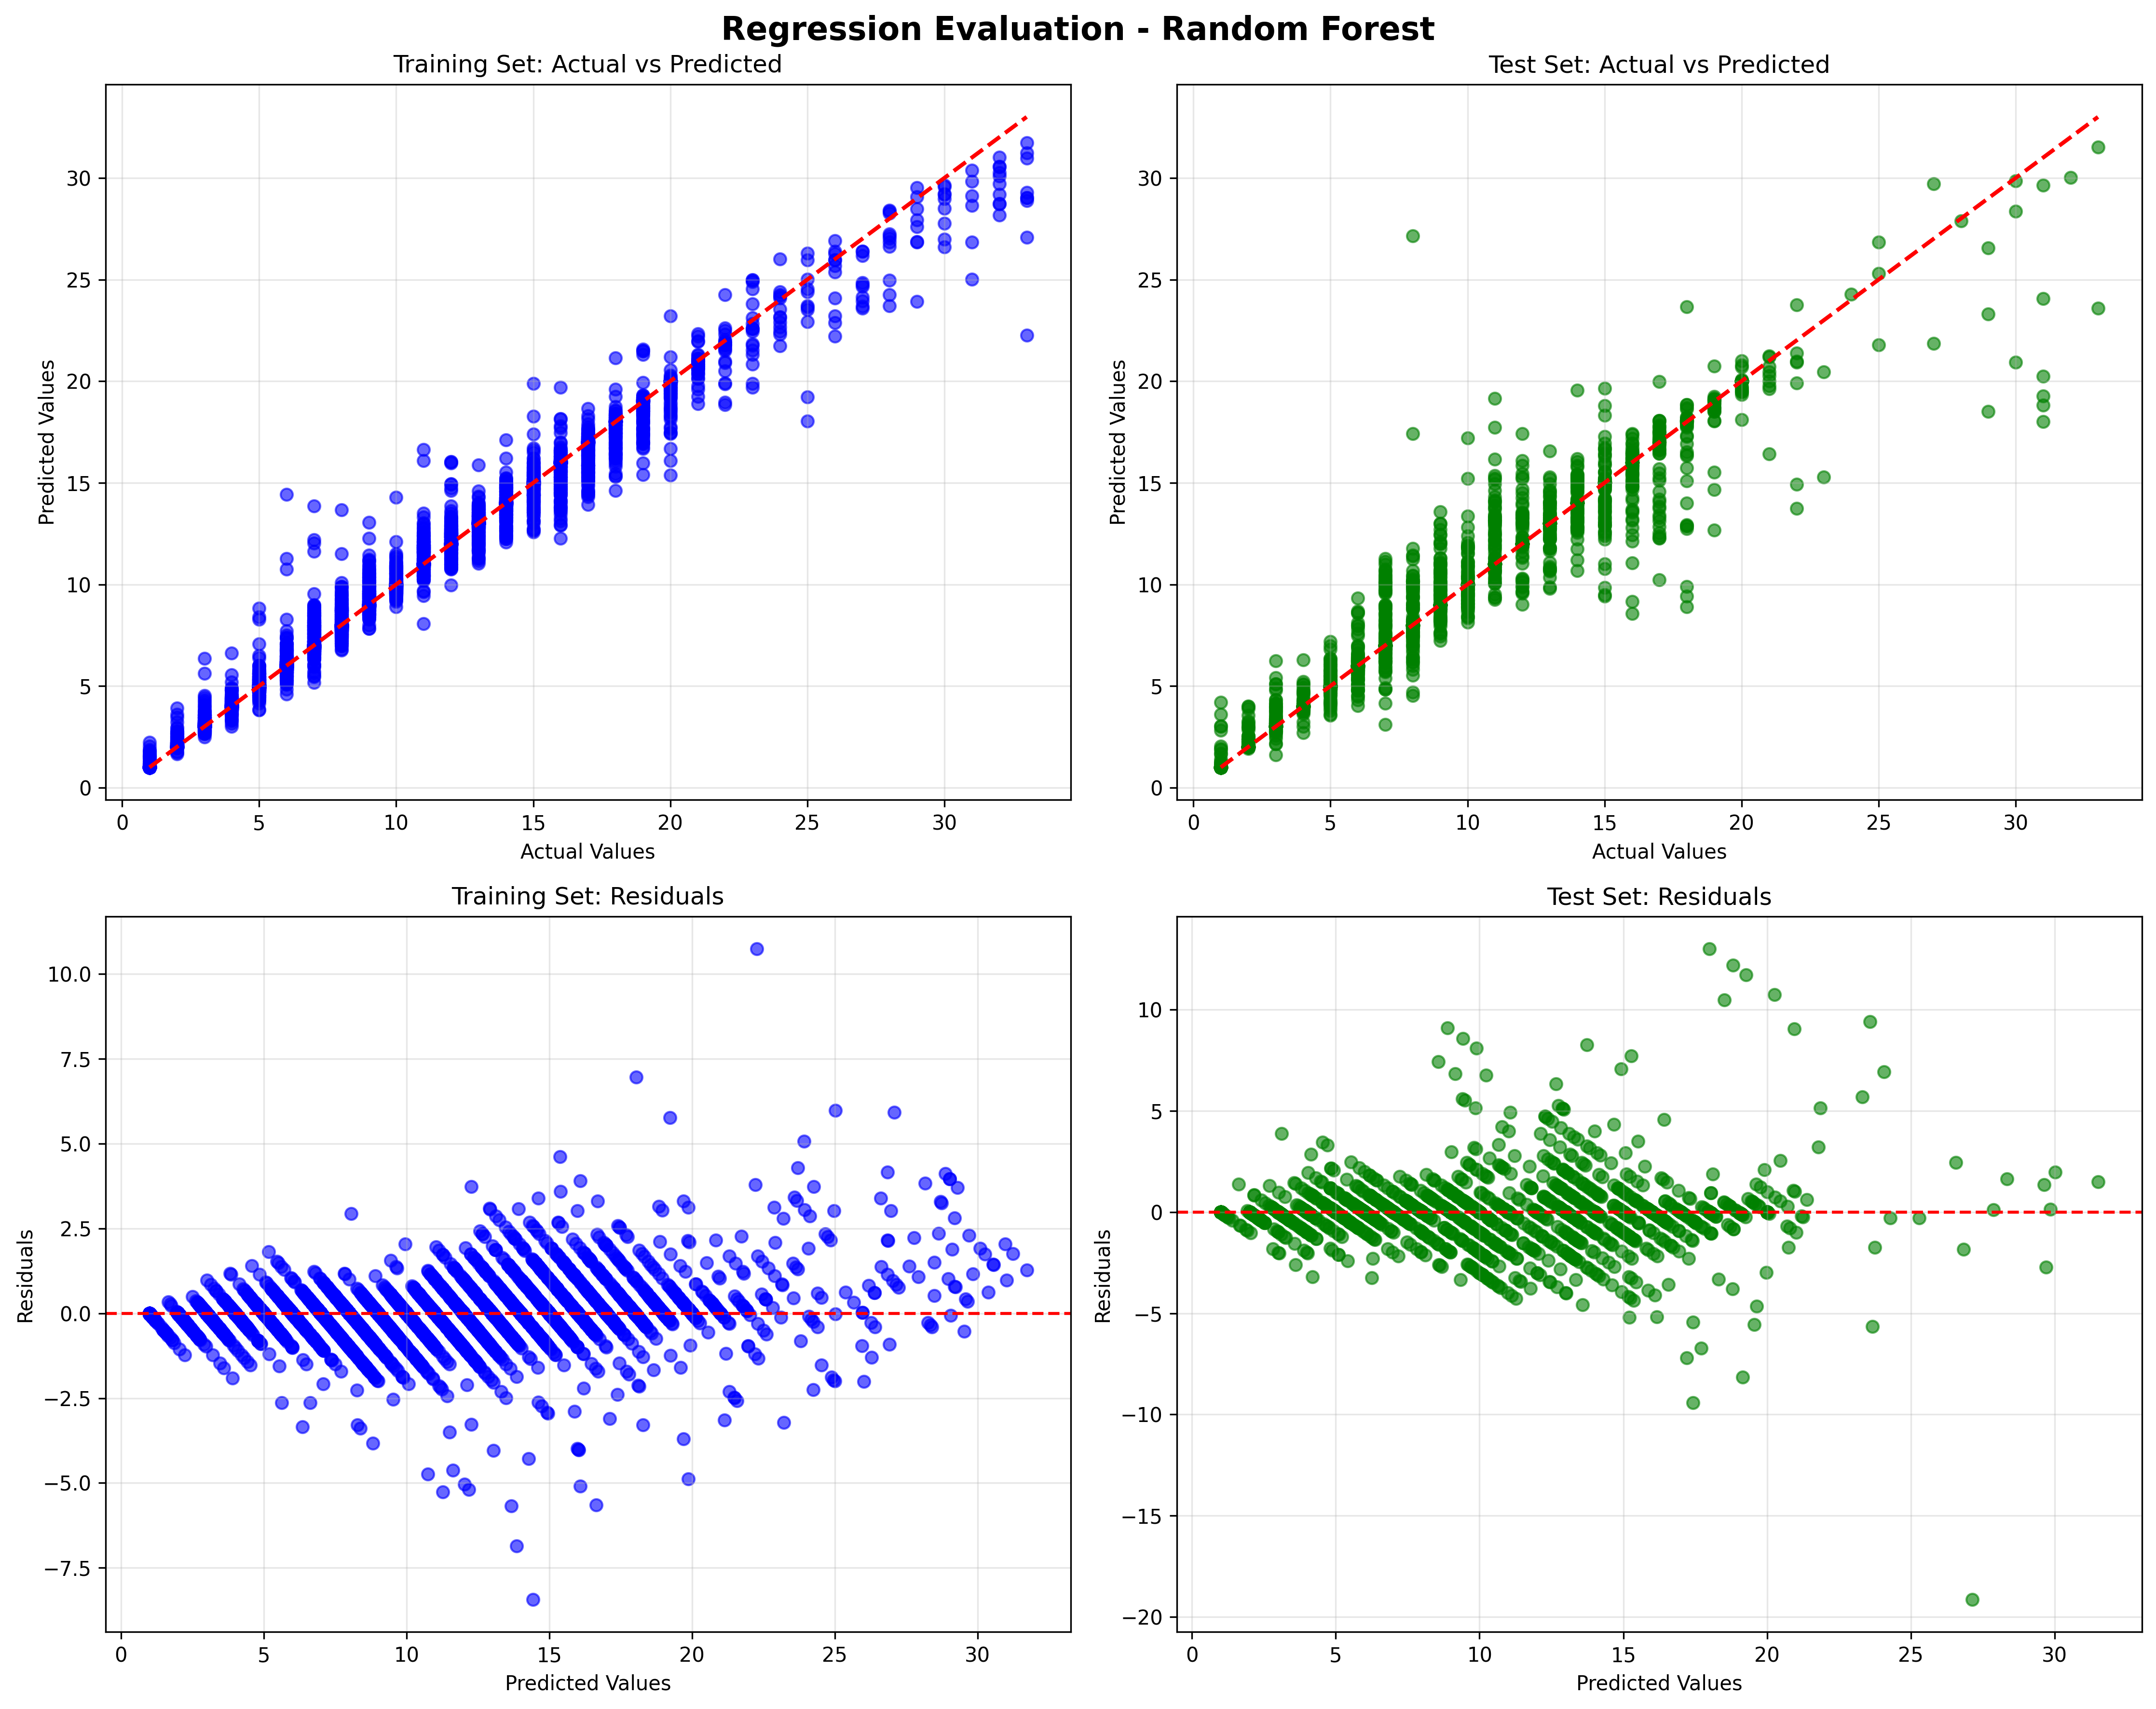 Regression Evaluation - Random Forest
Training Set: Actual vs Predicted
Predicted Values
30
25
20
15
10
5
0
0 5 10 15 20 25 30
Actual Values
Test Set: Actual vs Predicted
Predicted Values
30
25
20
15
10
5
0
0 5 10 15 20 25 30
Actual Values
Training Set: Residuals
Residuals
10.0
7.5
5.0
2.5
0.0
−2.5
−5.0
−7.5
0 5 10 15 20 25 30
Predicted Values
Test Set: Residuals
Residuals
10
5
0
−5
−10
−15
−20
0 5 10 15 20 25 30
Predicted Values